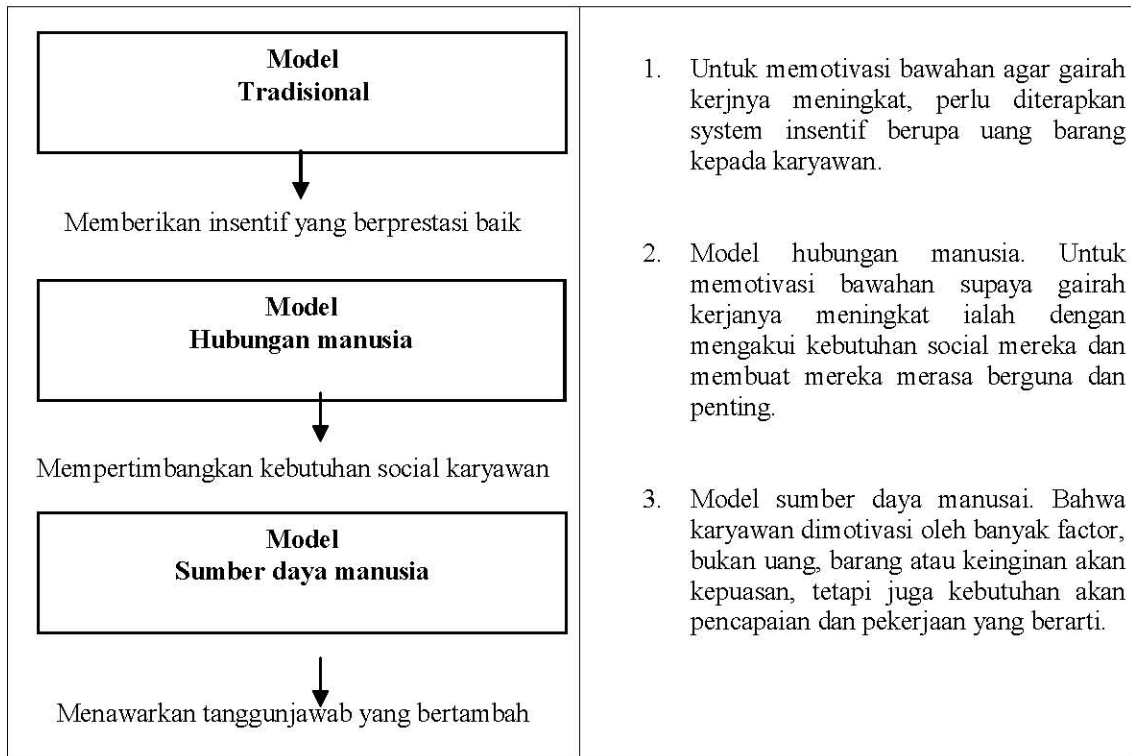 Model
Tradisional
Memberikan insentif yang berprestasi baik
Model
Hubungan manusia
Mempertimbangkan kebutuhan social karyawan
Model
Sumber daya manusia
Menawarkan tanggunjawab yang bertambah
1. Untuk memotivasi bawahan agar gairah
kerjnya meningkat, perlu diterapkan
system insentif berupa uang barang
kepada karyawan.
2. Model hubungan manusia. Untuk
memotivasi bawahan supaya gairah
kerjanya meningkat ialah dengan
mengakui kebutuhan social mereka dan
membuat mereka merasa berguna dan
penting.
3. Model sumber daya manusai. Bahwa
karyawan dimotivasi oleh banyak factor,
bukan uang, barang atau keinginan akan
kepuasan, tetapi juga kebutuhan akan
pencapaian dan pekerjaan yang berarti.